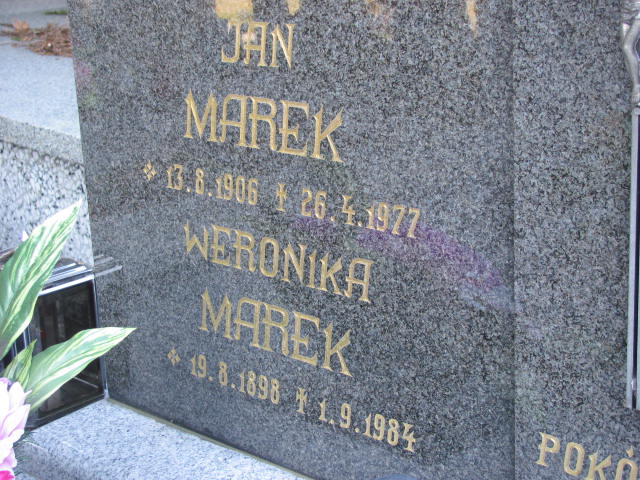 JAN
MAREK
* 13.8.1906 † 26.4.1977
WERONIKA
MAREK
* 19.8.1898 † 1.9.1984